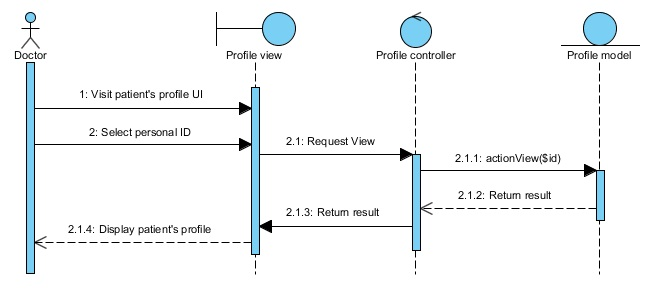 Doctor
Profile view
Profile controller
Profile model
1: Visit patient's profile UI
2: Select personal ID
2.1: Request View
2.1.1: actionView($id)
2.1.2: Return result
2.1.3: Return result
2.1.4: Display patient's profile